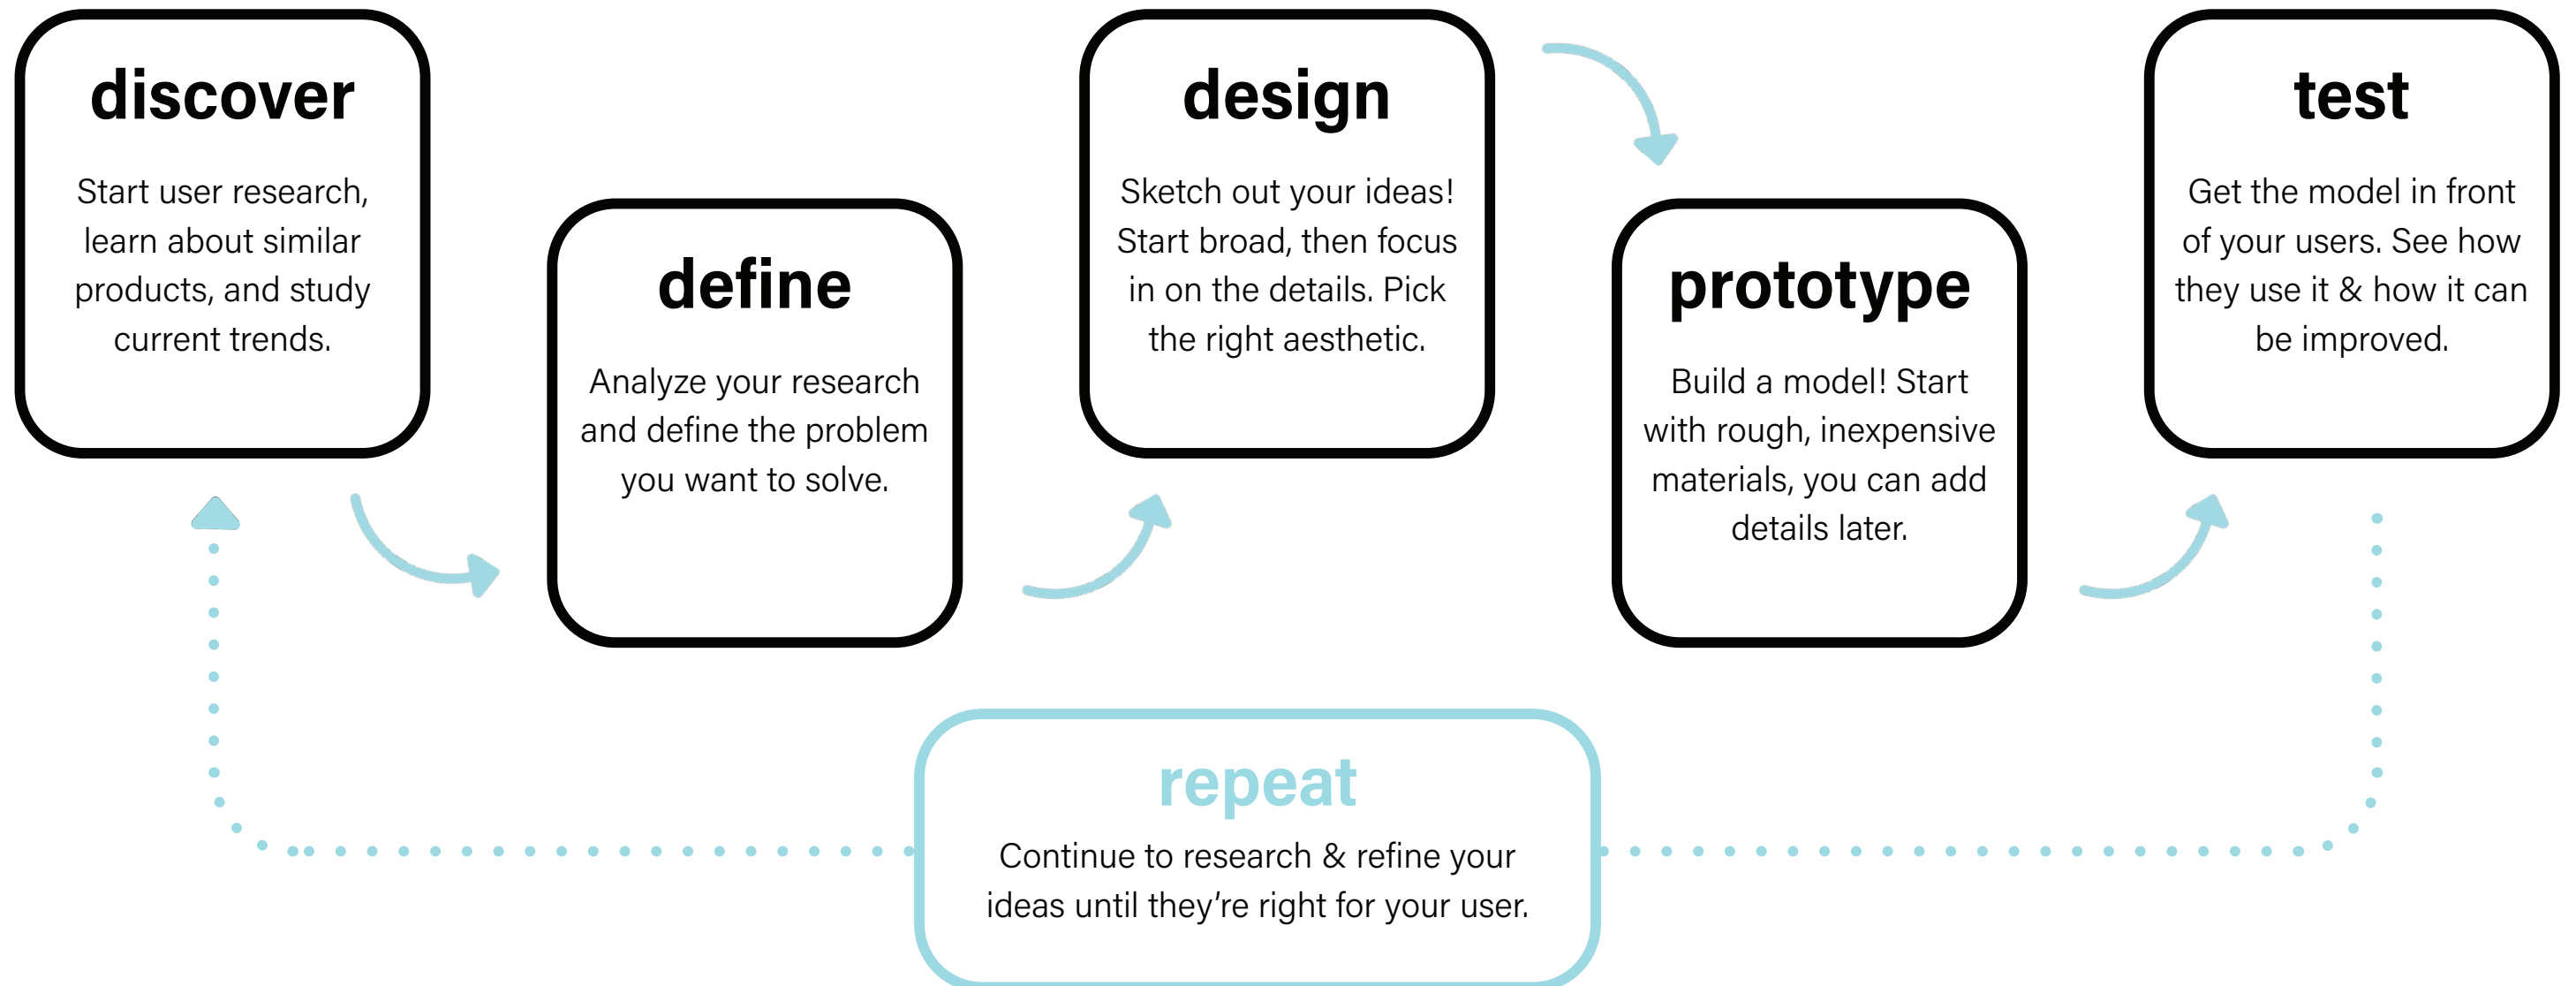 discover
Start user research,
learn about similar
products, and study
current trends.
define
Analyze your research
and define the problem
you want to solve.
design
Sketch out your ideas!
Start broad, then focus
in on the details. Pick
the right aesthetic.
prototype
Build a model! Start
with rough, inexpensive
materials, you can add
details later.
test
Get the model in front
of your users. See how
they use it & how it can
be improved.
repeat
Continue to research & refine your
ideas until they’re right for your user.